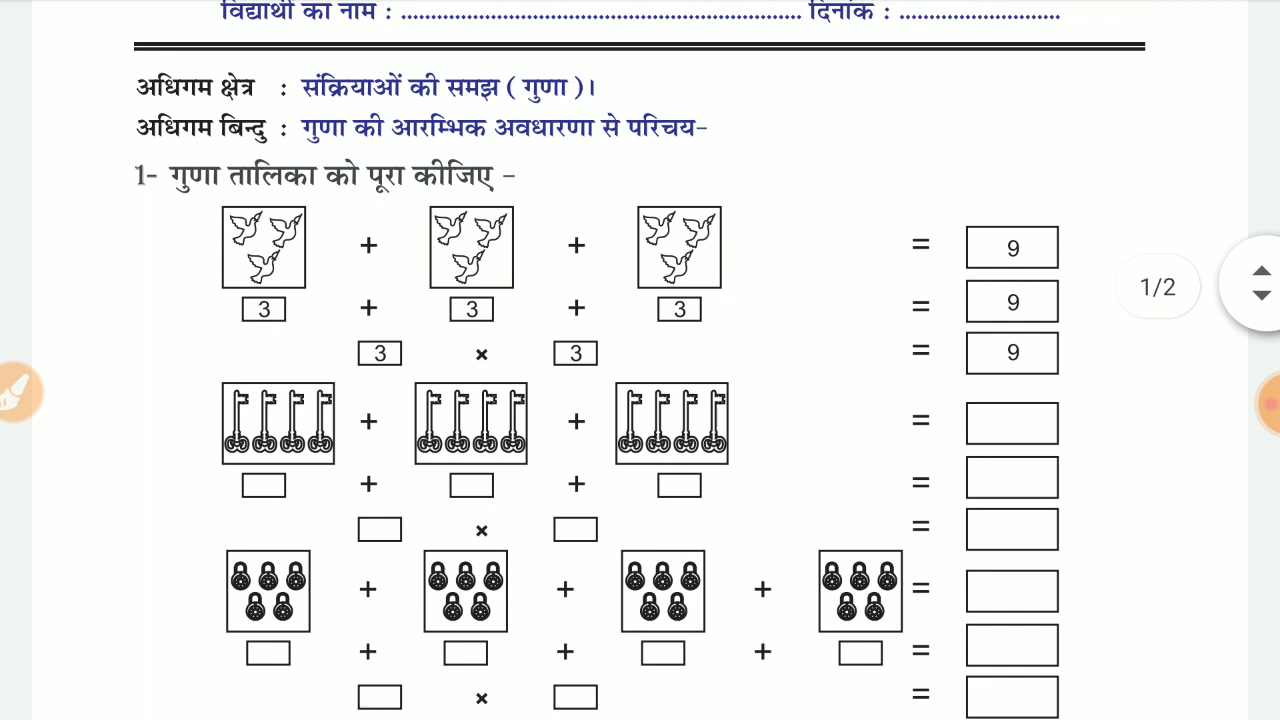 विद्यार्थी का नाम : ................................................................... दिनांक : ...........................
अधिगम क्षेत्र : संक्रियाओं की समझ ( गुणा )।
अधिगम बिन्दु : गुणा की आरम्भिक अवधारणा से परिचय-
1- गुणा तालिका को पूरा कीजिए -
+ + = 9
3 + 3 + 3 = 9
3 × 3 = 9
1/2
+ + =
+ + =
× =
+ + + =
+ + + =
× =